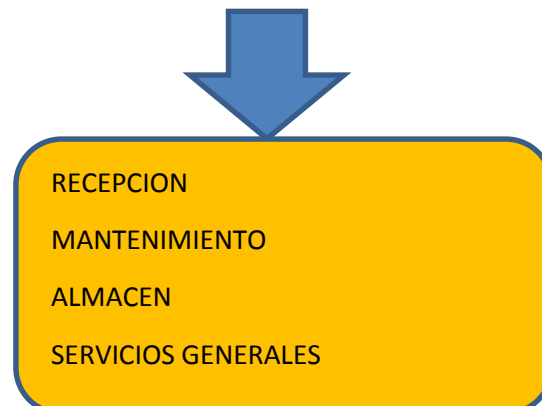 RECEPCION
MANTENIMIENTO
ALMACEN
SERVICIOS GENERALES